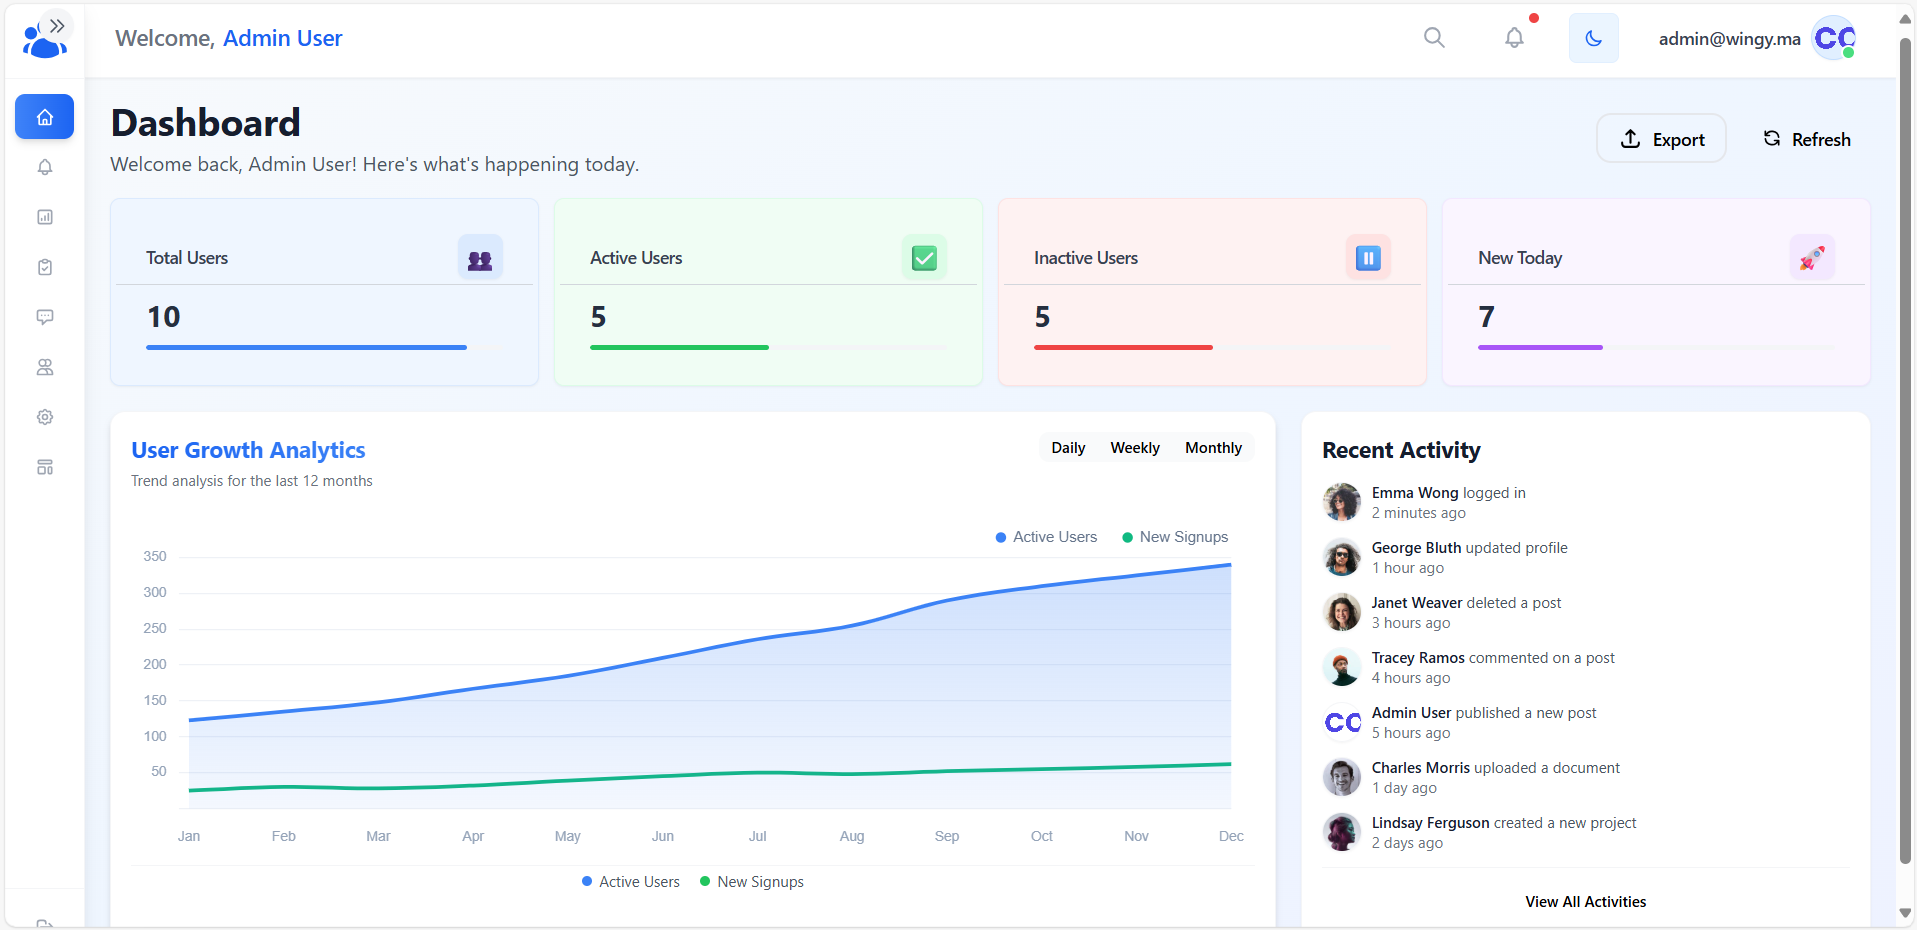 Welcome, Admin User
admin@wingy.ma
Dashboard
Welcome back, Admin User! Here's what's happening today.
Export
Refresh
Total Users
10
Active Users
5
Inactive Users
5
New Today
7
User Growth Analytics
Trend analysis for the last 12 months
Daily Weekly Monthly
Active Users New Signups
350
300
250
200
150
100
50
Jan Feb Mar Apr May Jun Jul Aug Sep Oct Nov Dec
Active Users New Signups
Recent Activity
Emma Wong logged in
2 minutes ago
George Bluth updated profile
1 hour ago
Janet Weaver deleted a post
3 hours ago
Tracey Ramos commented on a post
4 hours ago
Admin User published a new post
5 hours ago
Charles Morris uploaded a document
1 day ago
Lindsay Ferguson created a new project
2 days ago
View All Activities